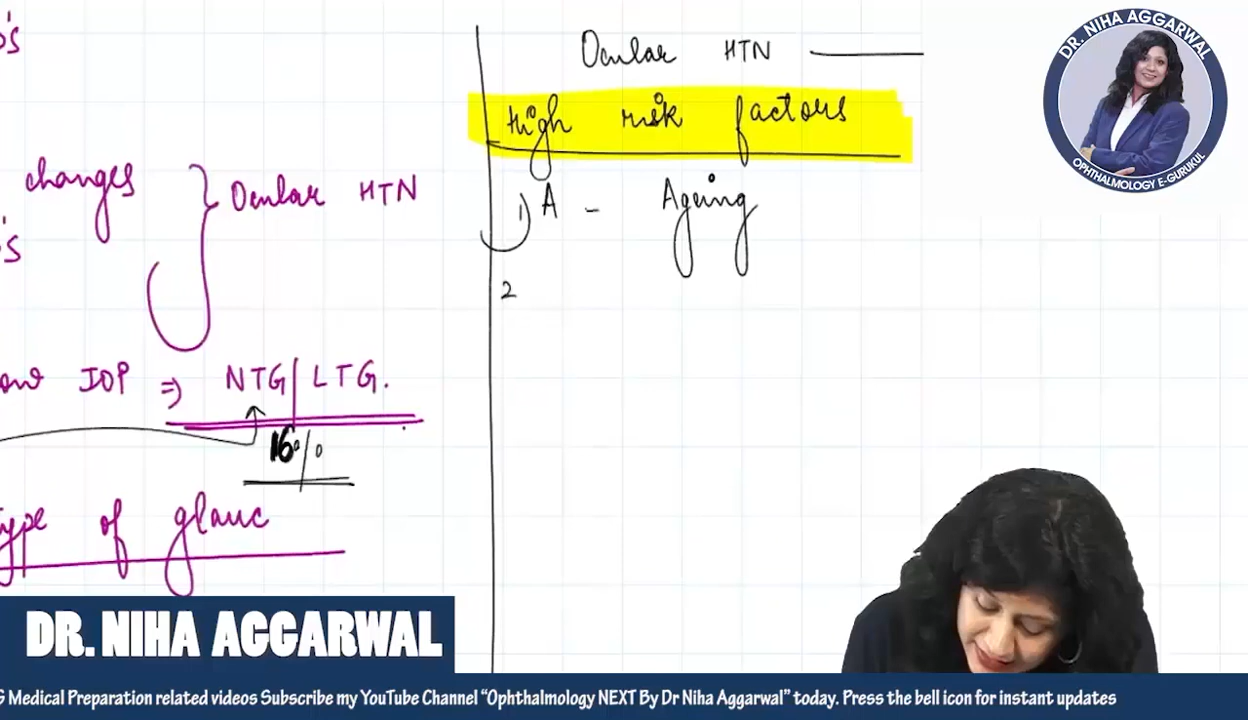 changes
Ocular HTN
IOP ⇒ NTG/LTG.
16%
type of glauc
Ocular HTN
High risk factors
1) A - Ageing
2
DR. NIHA AGGARWAL
OPHTHALMOLOGY E-GURUKUL
DR. NIHA AGGARWAL
G Medical Preparation related videos Subscribe my YouTube Channel “Ophthalmology NEXT By Dr Niha Aggarwal” today. Press the bell icon for instant updates